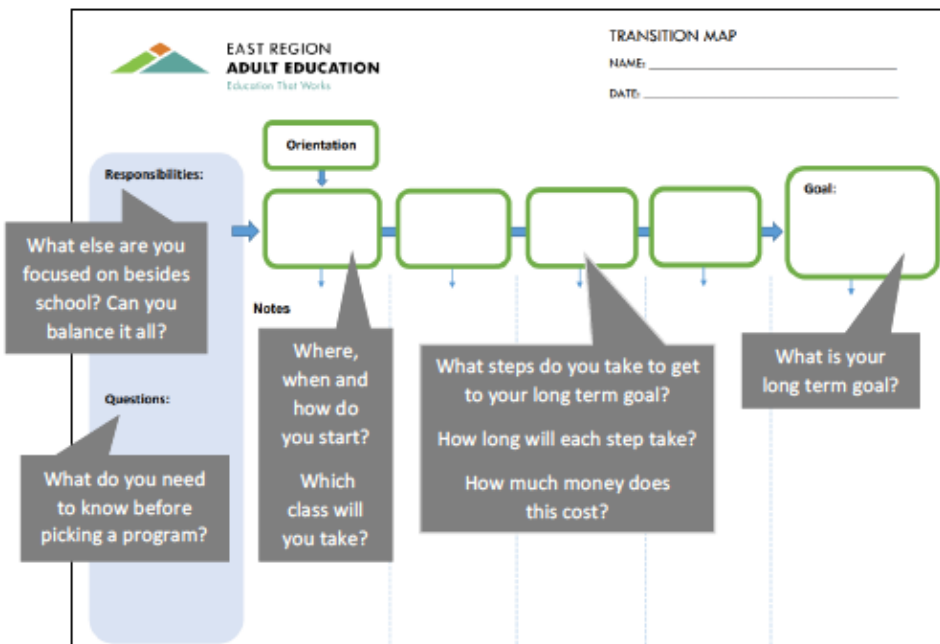 EAST REGION
ADULT EDUCATION
Education That Works
TRANSITION MAP
NAME:
DATE:
Orientation
Responsibilities:
Goal:
What else are you
focused on besides
school? Can you
balance it all?
Notes
Where,
when and
how do
you start?
Which
class will
you take?
What steps do you take to get
to your long term goal?
How long will each step take?
How much money does
this cost?
What is your
long term goal?
Questions:
What do you need
to know before
picking a program?